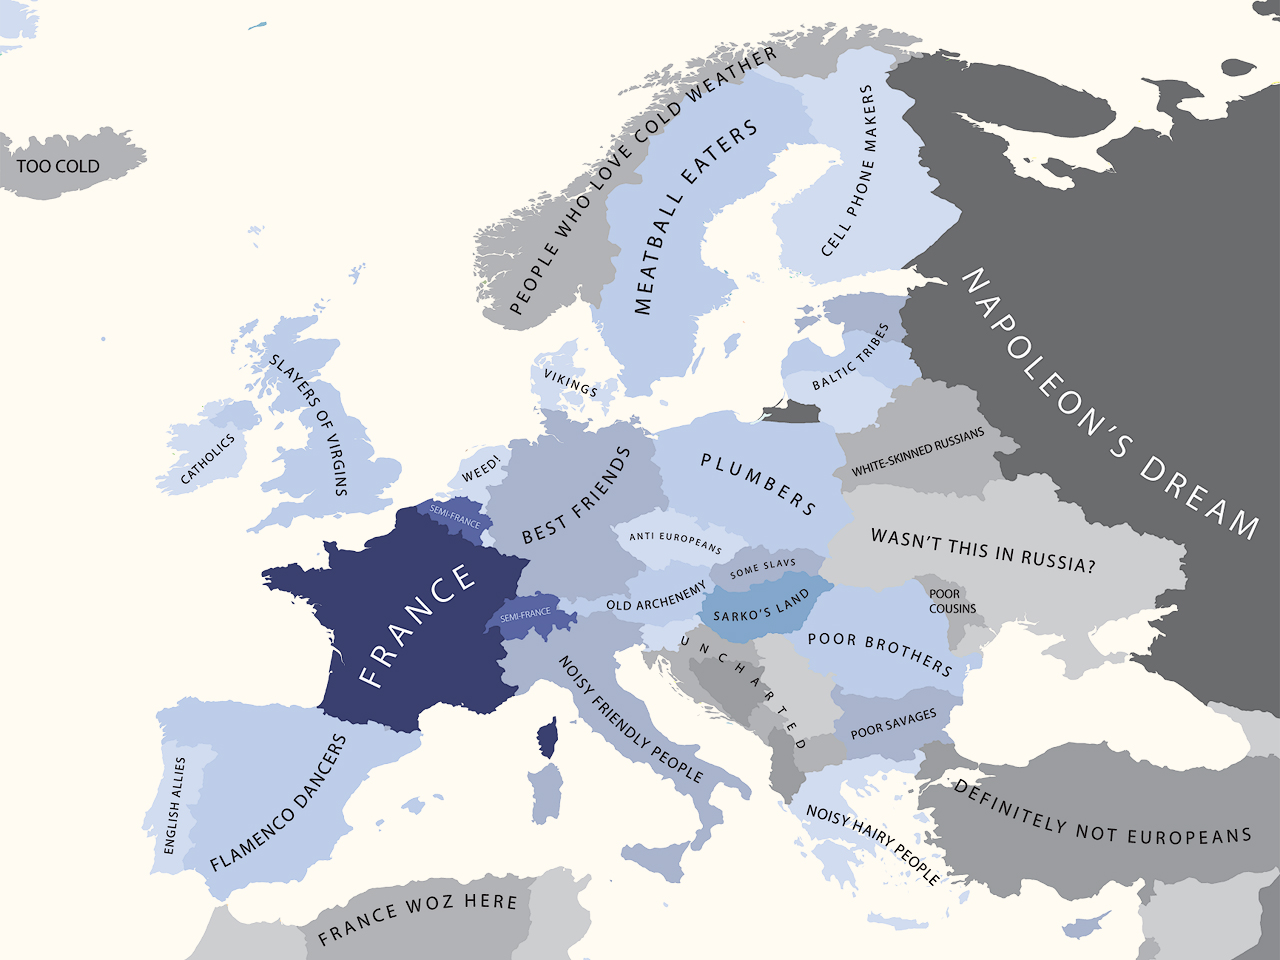 PEOPLE WHO LOVE COLD WEATHER
MEATBALL EATERS
CELL PHONE MAKERS
TOO COLD
NAPOLEON'S DREAM
SLAYERS OF VIRGINS
VIKINGS
BALTIC TRIBES
CATHOLICS
WEED!
BEST FRIENDS
PLUMBERS
WHITE-SKINNED RUSSIANS
SEMI-FRANCE
ANTI EUROPEANS
WASN'T THIS IN RUSSIA?
FRANCE
SOME SLAVS
OLD ARCHENEMY
SARKO'S LAND
POOR
COUSINS
SEMI-FRANCE
POOR BROTHERS
UNCHARTED
NOISY FRIENDLY PEOPLE
POOR SAVAGES
ENGLISH ALLIES
FLAMENCO DANCERS
NOISY HAIRY PEOPLE
DEFINITELY NOT EUROPEANS
FRANCE WOZ HERE